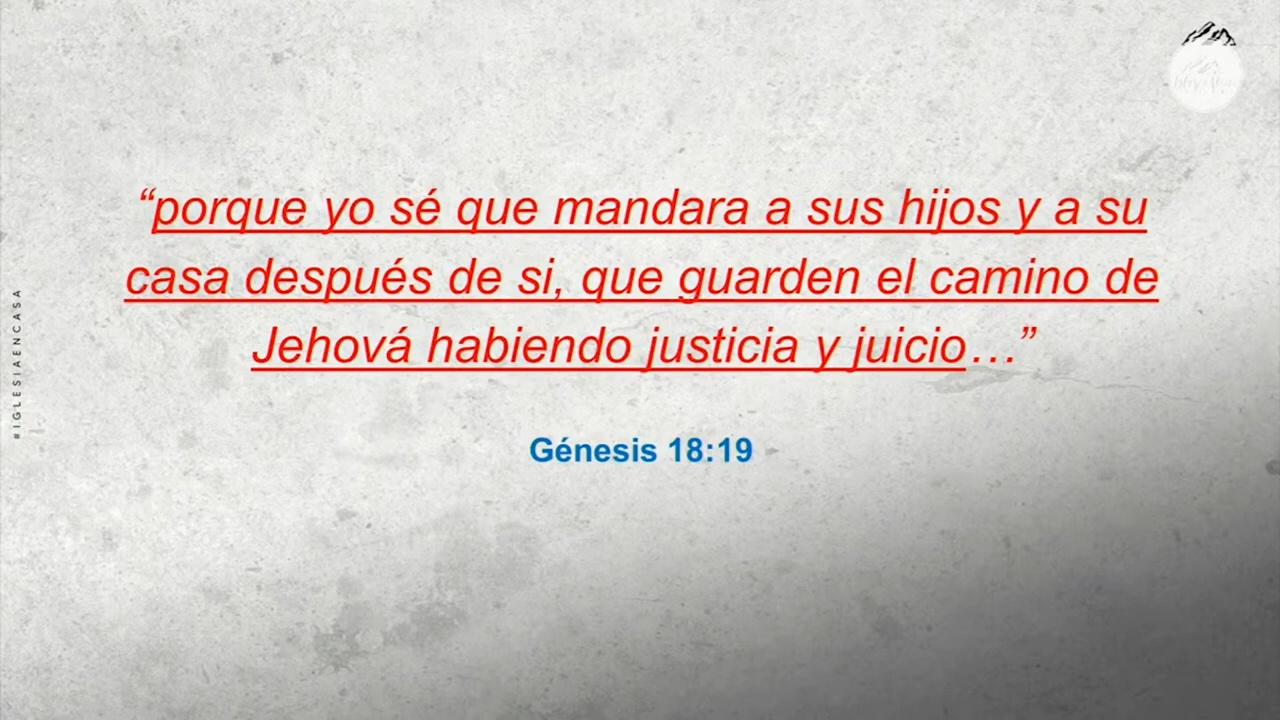 “porque yo sé que mandara a sus hijos y a su
casa después de si, que guarden el camino de
Jehová habiendo justicia y juicio…”
Génesis 18:19
#IGLESIAENCASA